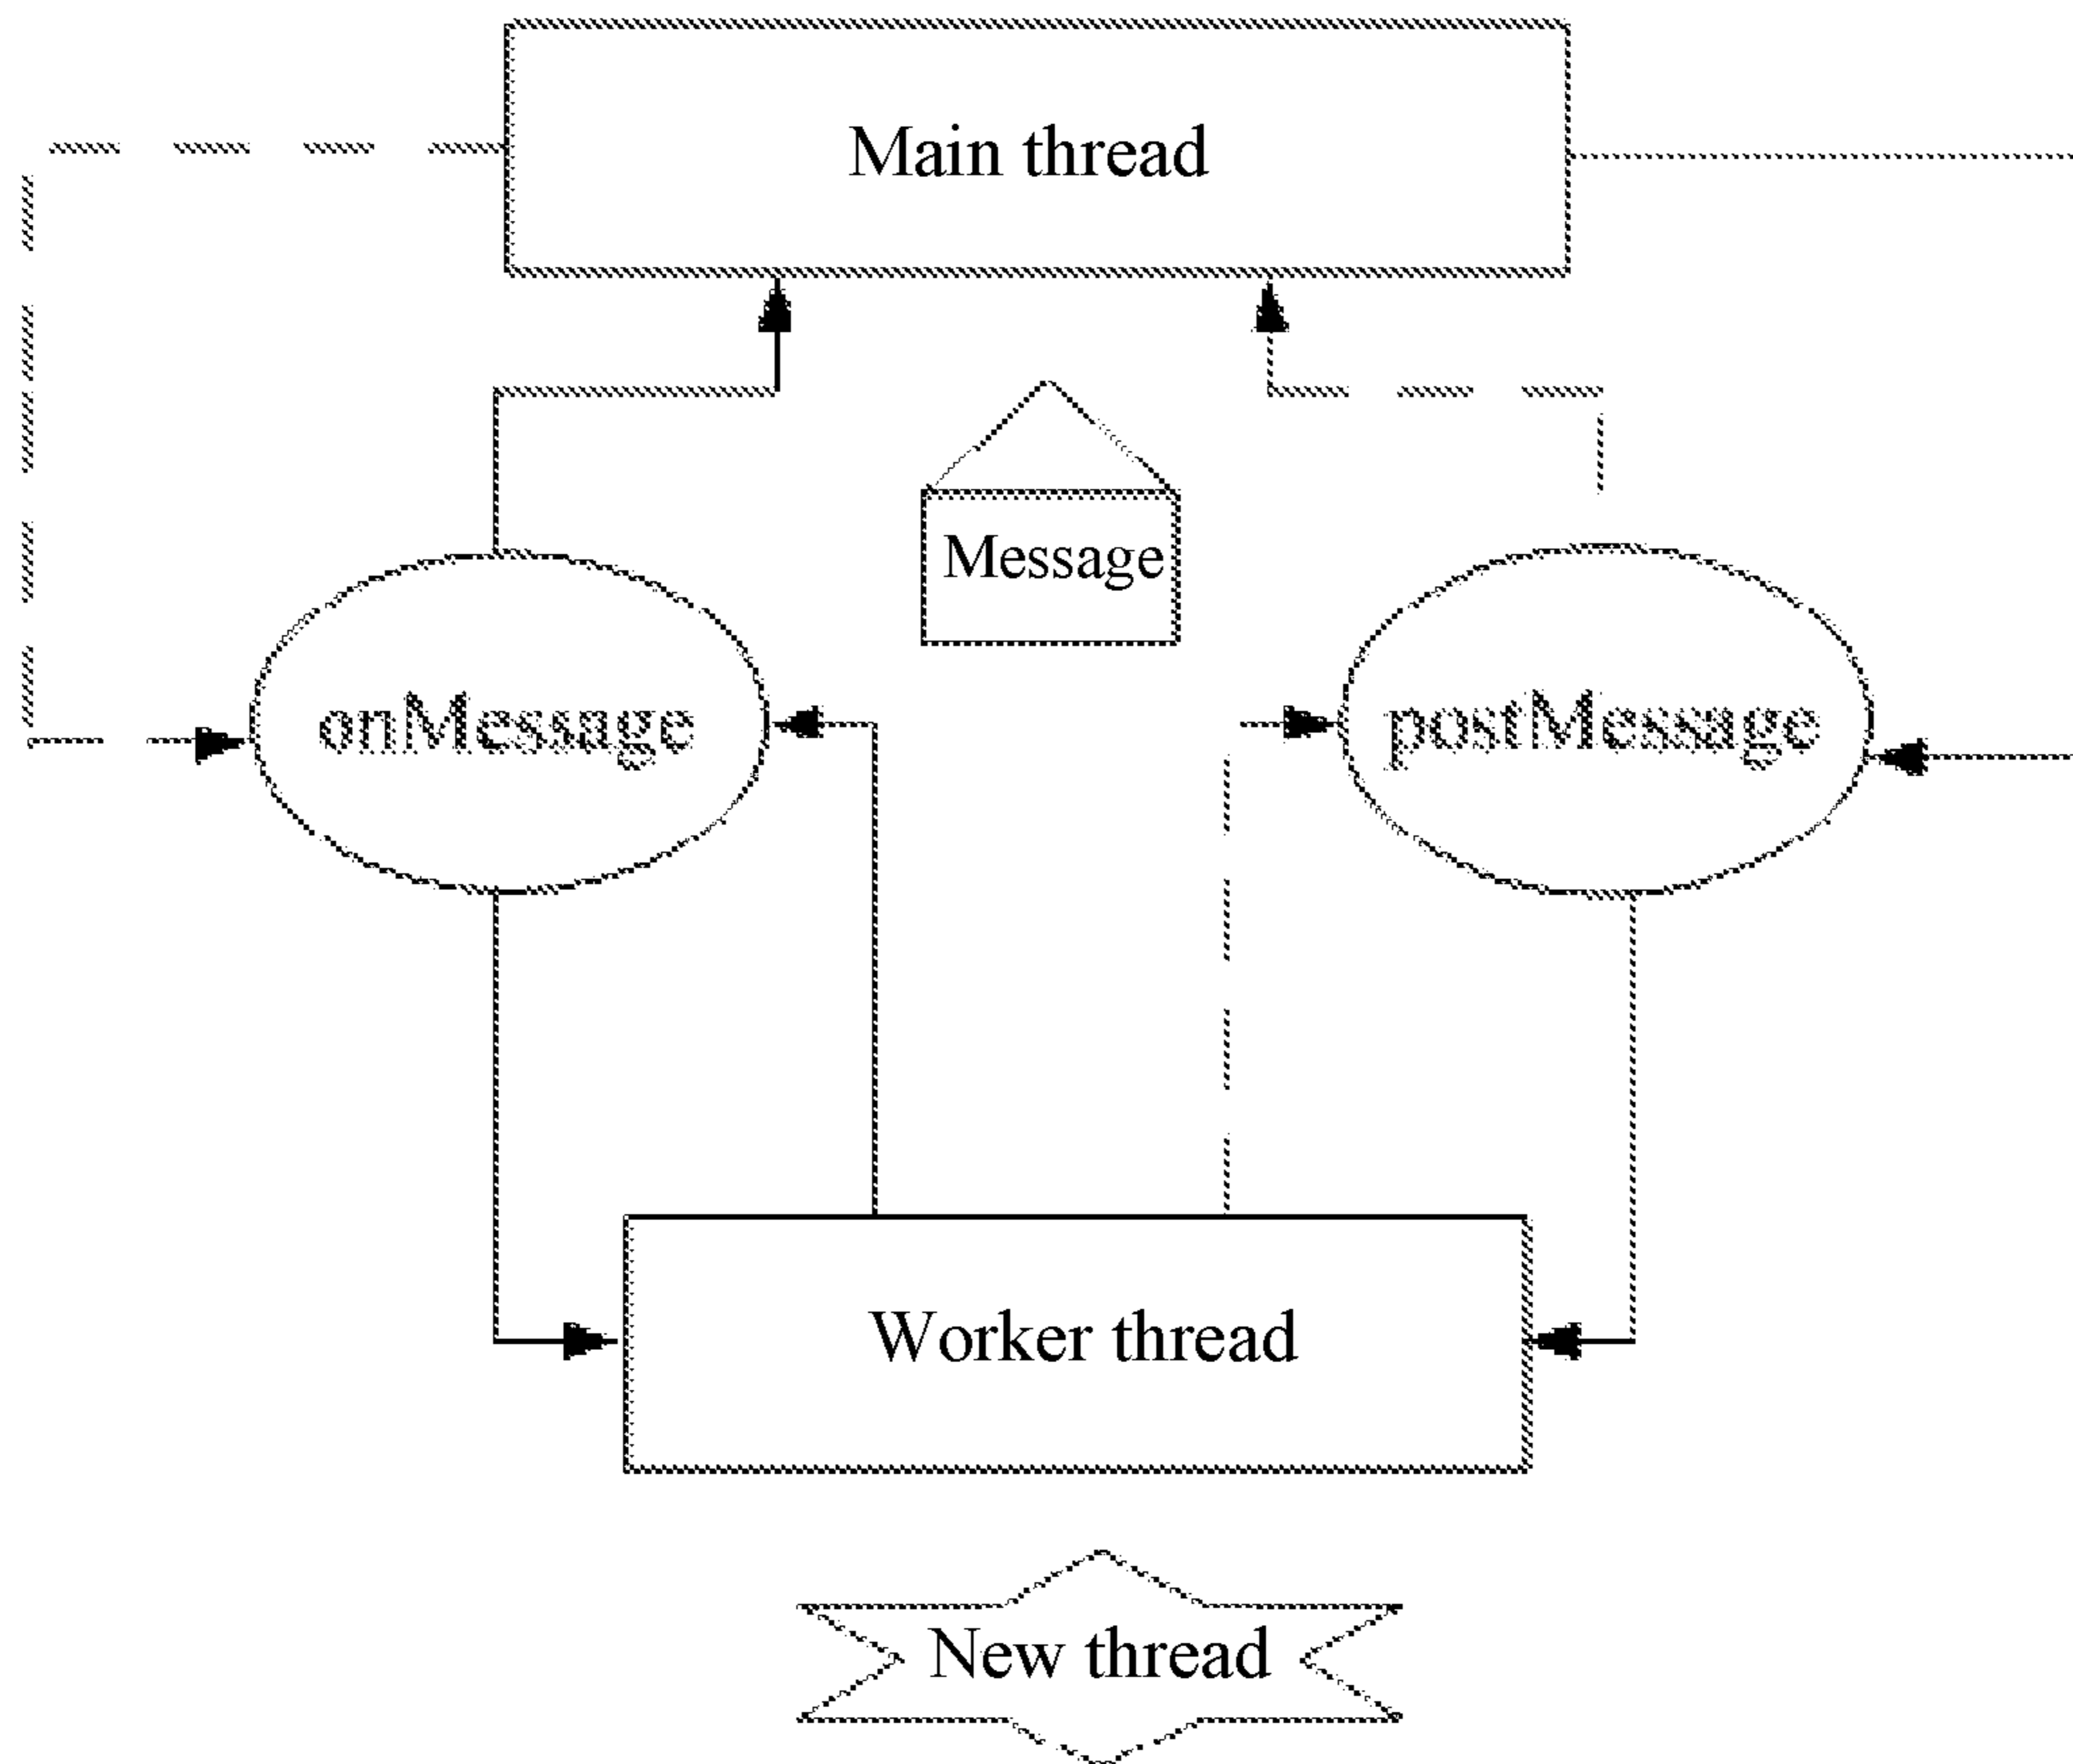 Main thread
Message
onMessage
postMessage
Worker thread
New thread